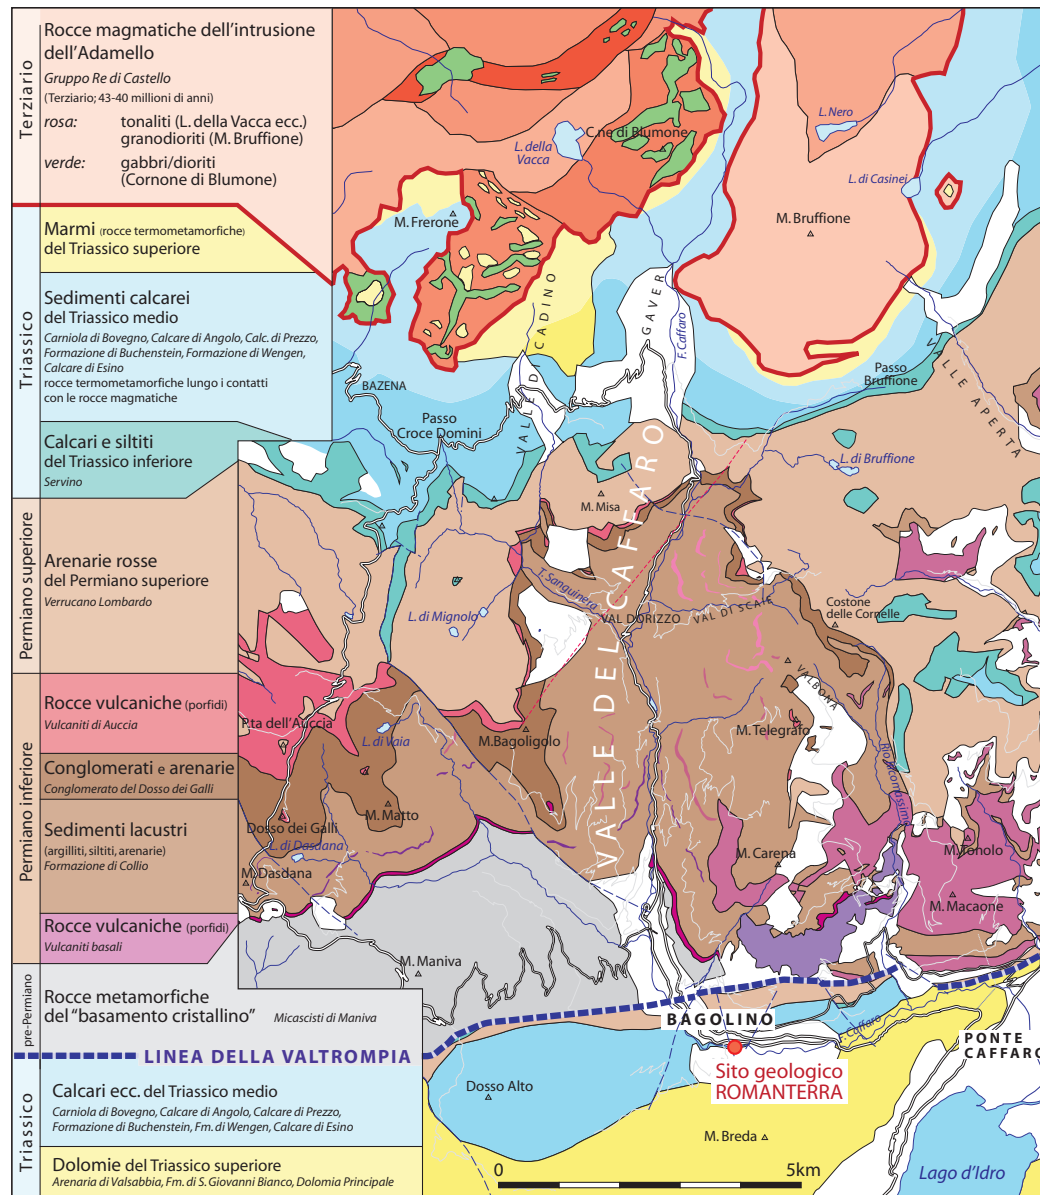 Terziario
Rocce magmatiche dell'intrusione
dell'Adamello
Gruppo Re di Castello
(Terziario; 43-40 milioni di anni)
rosa: tonaliti (L. della Vacca ecc.)
granodioriti (M. Bruffione)
verde: gabbri/dioriti
(Cornone di Blumone)
Triassico
Marmi (rocce termometamorfiche)
del Triassico superiore
Sedimenti calcarei
del Triassico medio
Carniola di Bovegno, Calcare di Angolo, Calc. di Prezzo,
Formazione di Buchenstein, Formazione di Wengen,
Calcare di Esino
rocce termometamorfiche lungo i contatti
con le rocce magmatiche
Calcari e siltiti
del Triassico inferiore
Servino
Permiano superiore
Arenarie rosse
del Permiano superiore
Verrucano Lombardo
Permiano inferiore
Rocce vulcaniche (porfidi)
Vulcaniti di Auccia
Conglomerati e arenarie
Conglomerato del Dosso dei Galli
Sedimenti lacustri
(argilliti, siltiti, arenarie)
Formazione di Collio
Rocce vulcaniche (porfidi)
Vulcaniti basali
pre-Permiano
Rocce metamorfiche
del "basamento cristallino" Micascisti di Maniva
LINEA DELLA VALTROMPIA
Triassico
Calcari ecc. del Triassico medio
Carniola di Bovegno, Calcare di Angolo, Calcare di Prezzo,
Formazione di Buchenstein, Fm. di Wengen, Calcare di Esino
Dolomie del Triassico superiore
Arenaria di Valsabbia, Fm. di S. Giovanni Bianco, Dolomia Principale
L. della
Vacca
C.ne di Blumone
L. Nero
L. di Casinei
M. Frerone
M. Bruffione
VALLE DI CADINO
GAVER
F. Caffaro
BAZENA
Passo
Croce Domini
Passo
Bruffione
VALLE APERTA
L. di Bruffione
M. Misa
VALLE DEL CAFFARO
T. Sanguinera
L. di Mignolo
VAL DORIZZO
VAL DI SCAIE
Costone
delle Cornelle
VALBONA
P.ta dell'Auccia
L. di Vaia
M. Bagoligolo
M. Telegrafo
Rio Ricomassimo
M. Matto
Dosso dei Galli
L. di Dasdana
M. Dasdana
M. Carena
M. Tonolo
M. Macaone
M. Maniva
BAGOLINO
Caffaro
PONTE
CAFFARO
Sito geologico
ROMANTERRA
Dosso Alto
M. Breda
0 5km
Lago d'Idro